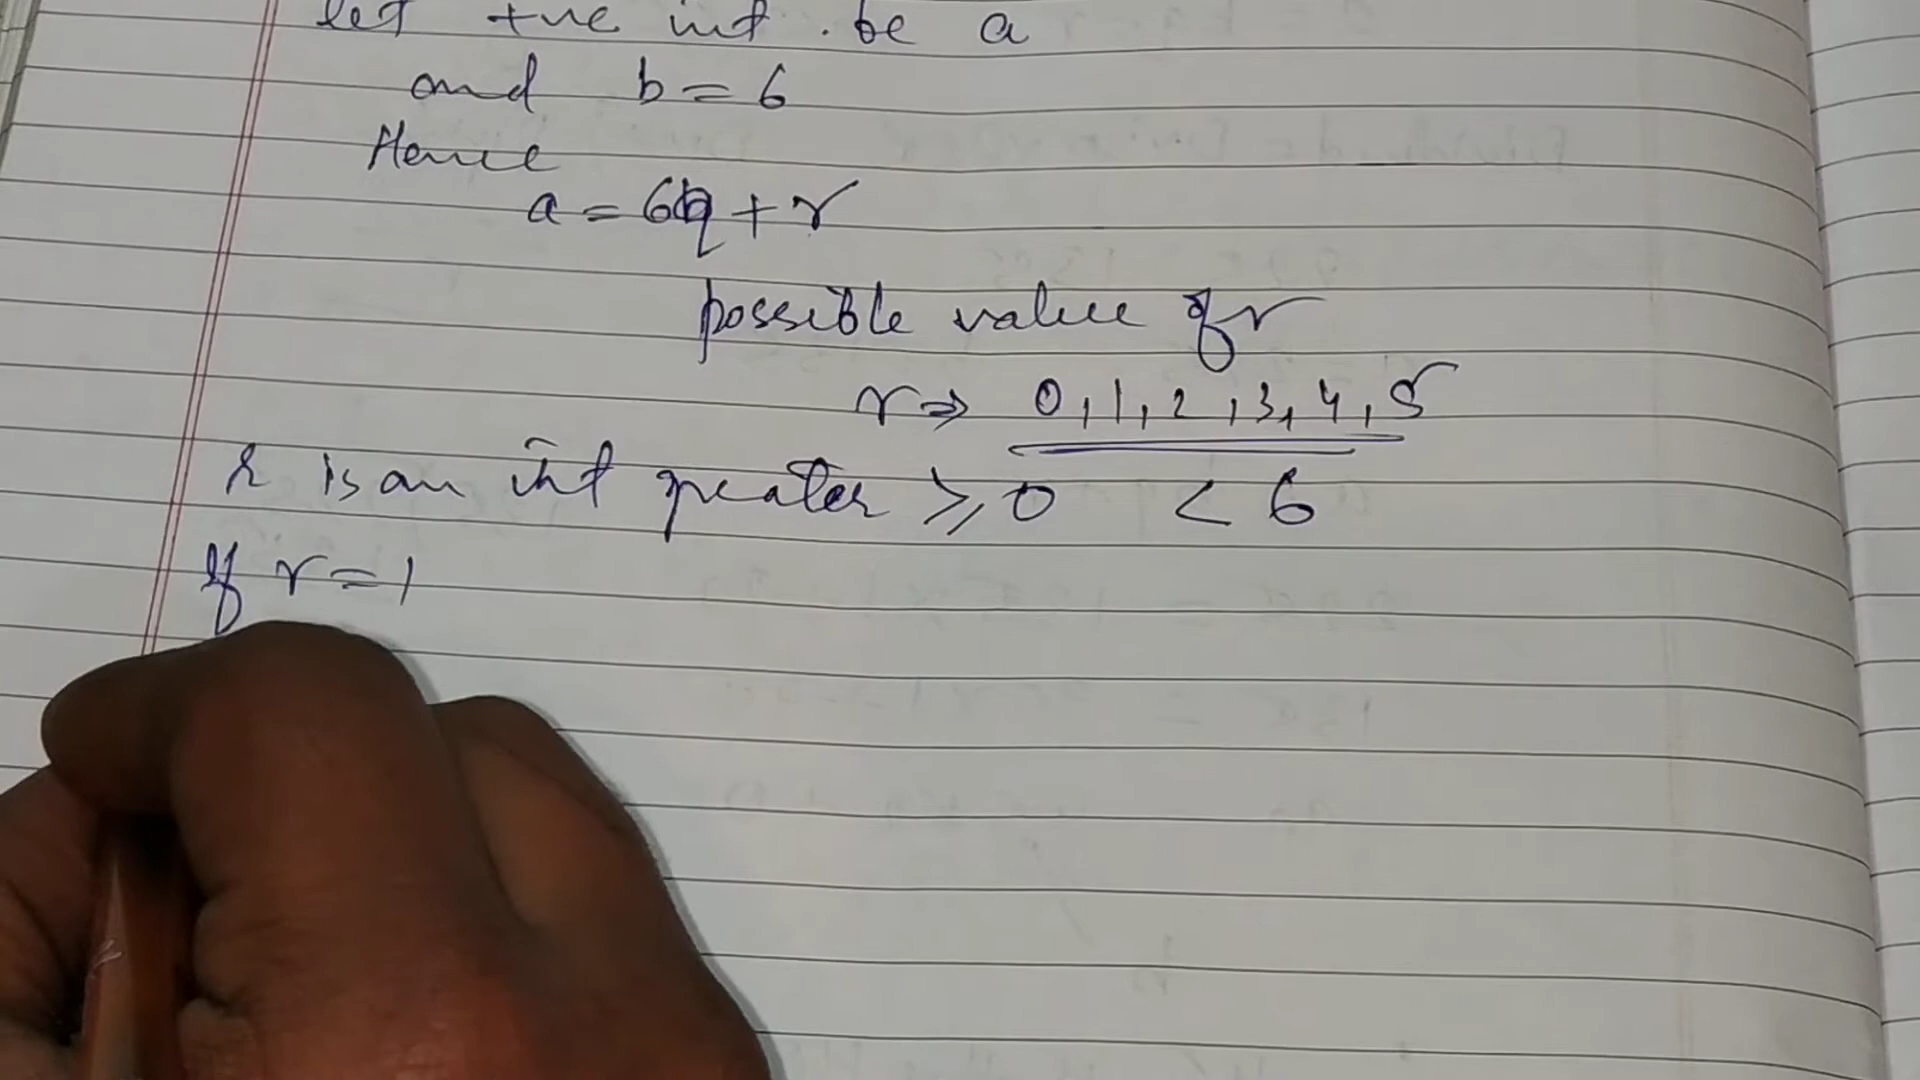 let +ve int. be a
and b = 6
Hence
a = 6q + r
possible value of r
r ⇒ 0, 1, 2, 3, 4, 5
r is an int greater ≥ 0 < 6
If r = 1